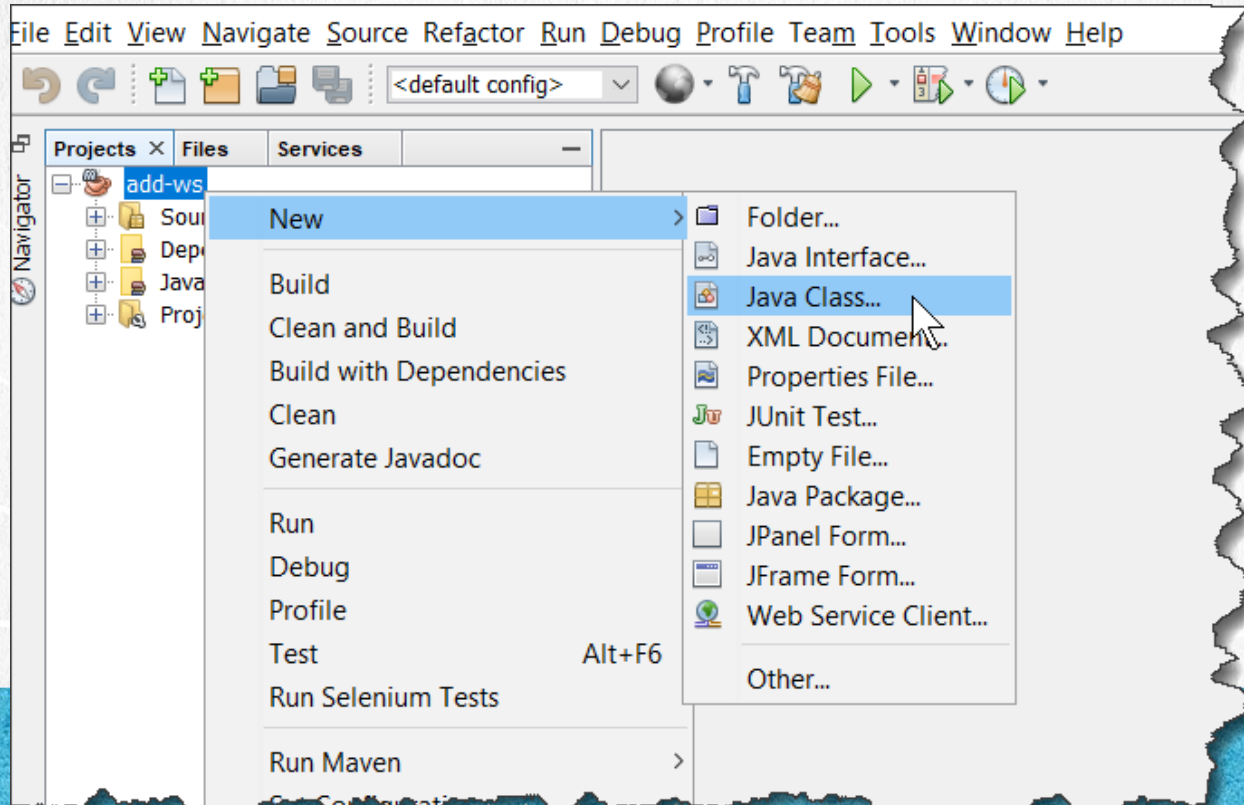 File Edit View Navigate Source Refactor Run Debug Profile Team Tools Window Help
<default config>
Projects × Files Services
Navigator
add-ws
Sour
Depe
Java
Proj
New
Build
Clean and Build
Build with Dependencies
Clean
Generate Javadoc
Run
Debug
Profile
Test Alt+F6
Run Selenium Tests
Run Maven
Folder...
Java Interface...
Java Class...
XML Document...
Properties File...
JUnit Test...
Empty File...
Java Package...
JPanel Form...
JFrame Form...
Web Service Client...
Other...